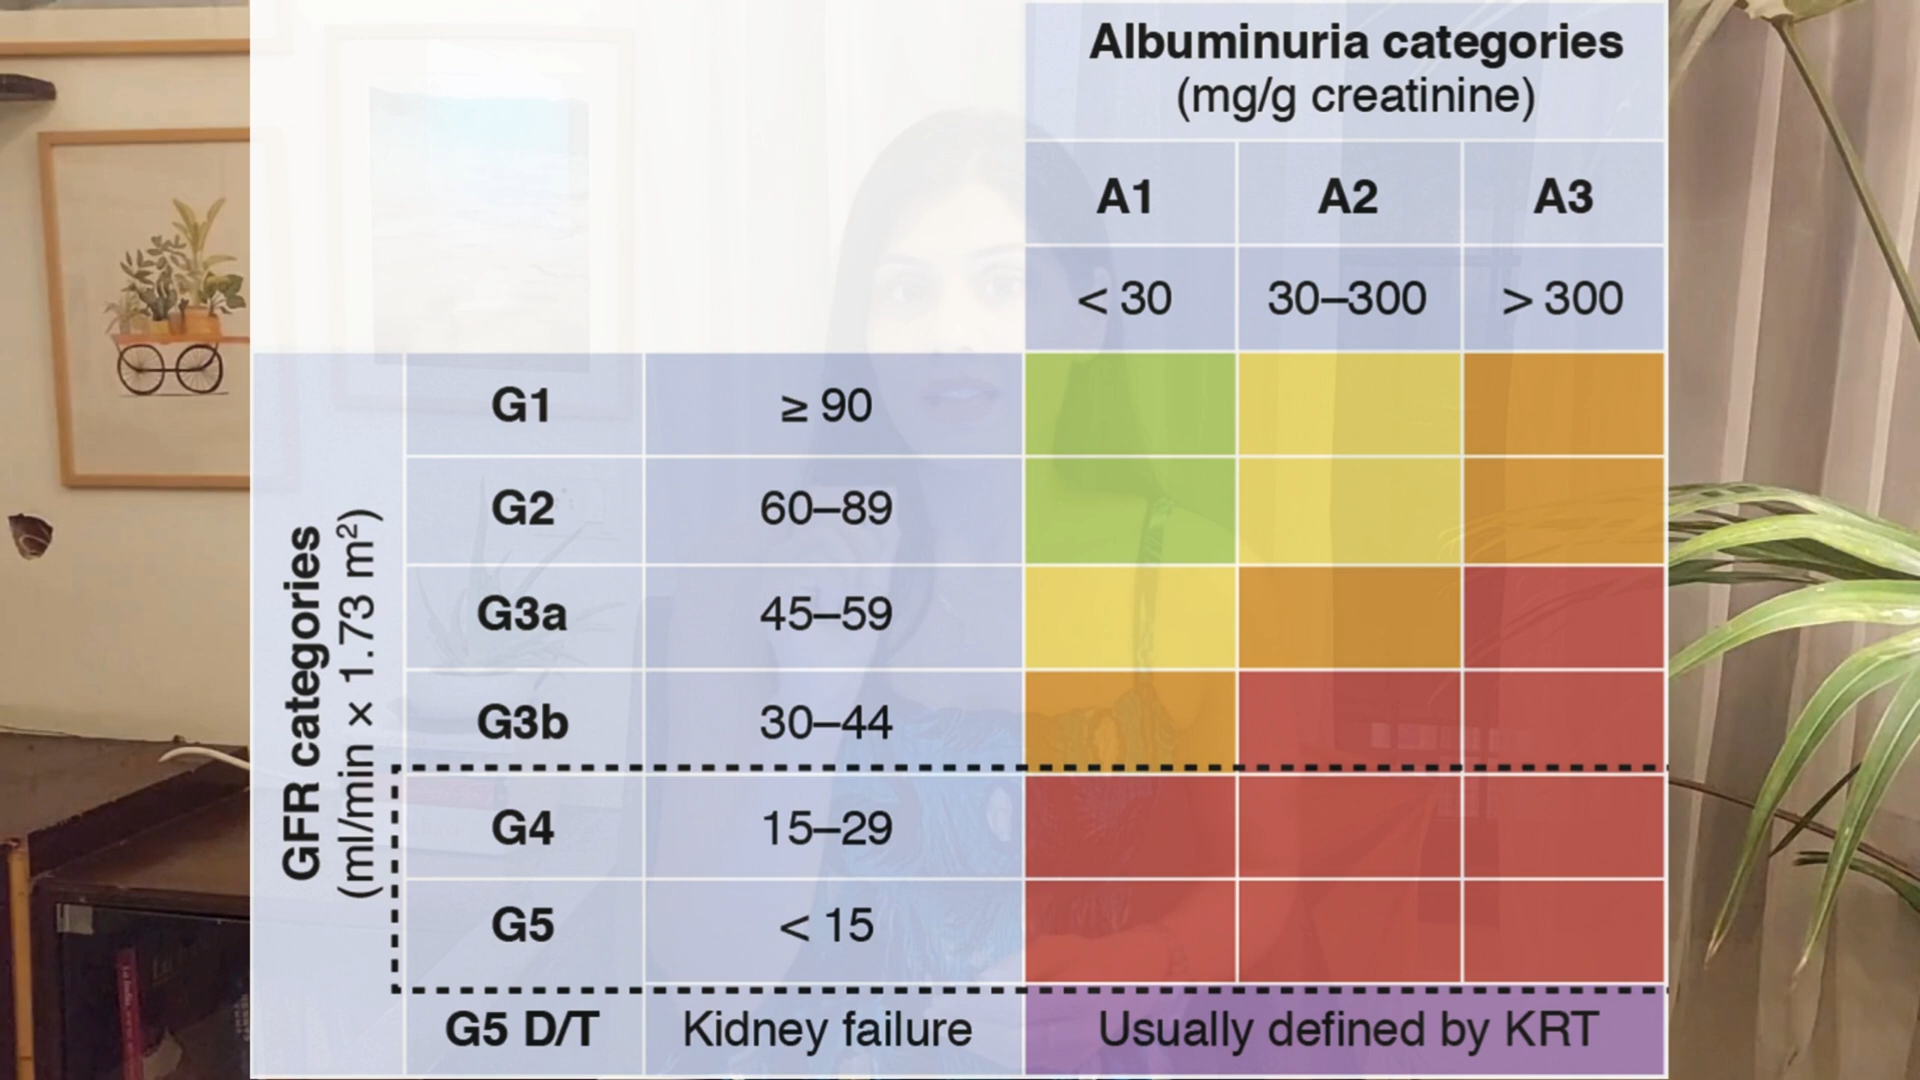 Albuminuria categories
(mg/g creatinine)
A1 A2 A3
< 30 30–300 > 300
GFR categories
(ml/min × 1.73 m²)
G1 ≥ 90
G2 60–89
G3a 45–59
G3b 30–44
G4 15–29
G5 < 15
G5 D/T Kidney failure Usually defined by KRT